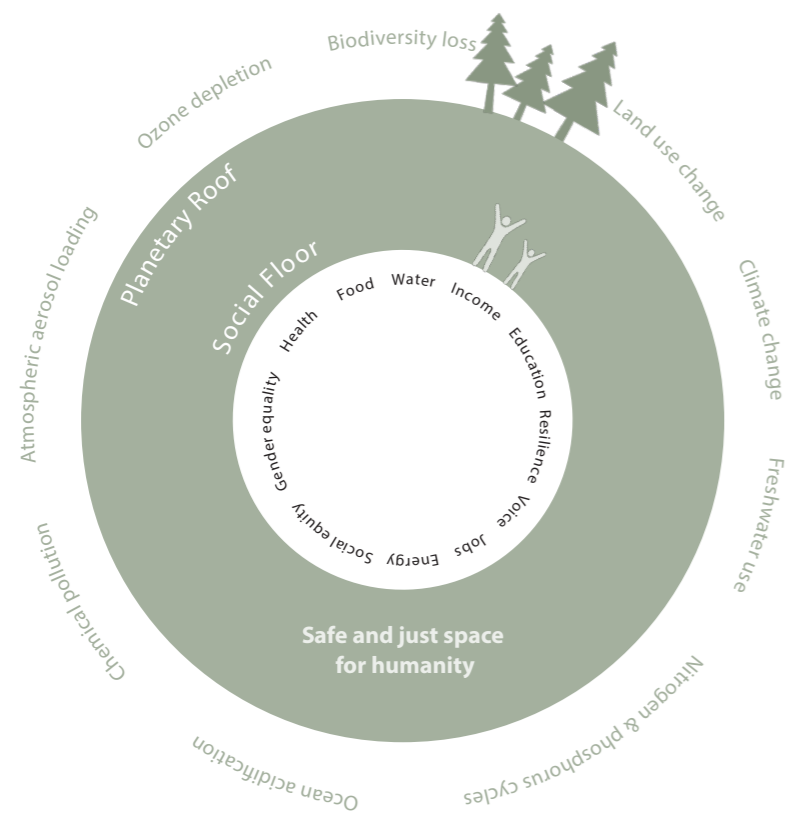 Biodiversity loss
Land use change
Climate change
Freshwater use
Nitrogen & phosphorus cycles
Ocean acidification
Chemical pollution
Atmospheric aerosol loading
Ozone depletion
Planetary Roof
Social Floor
Water
Income
Education
Resilience
Voice
Jobs
Energy
Social equity
Gender equality
Health
Food
Safe and just space
for humanity